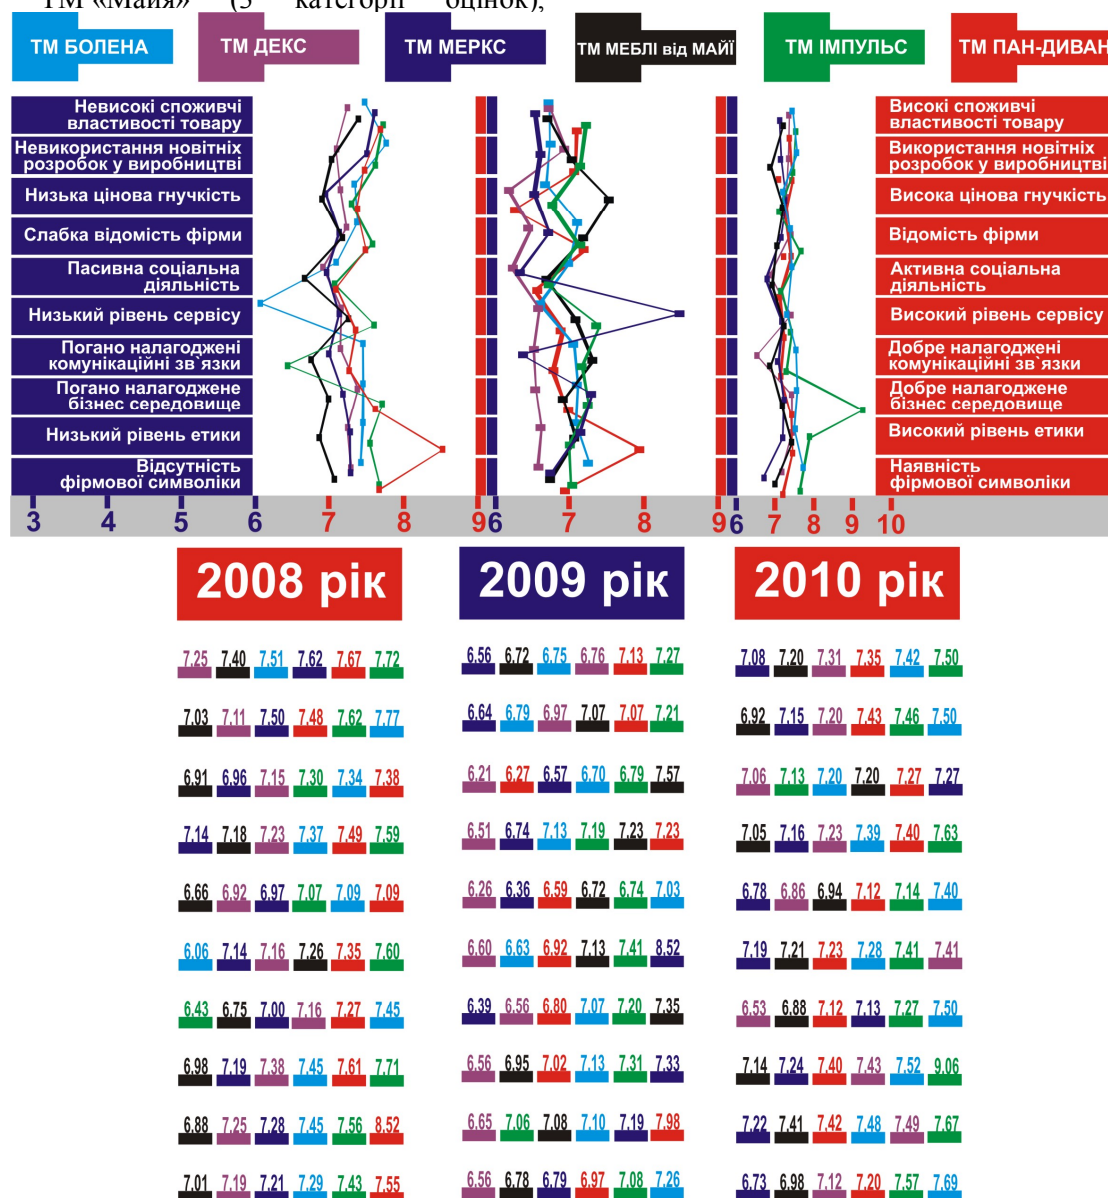 ТМ «Майя» (3 категорії оцінок),
ТМ БОЛЕНА ТМ ДЕКС ТМ МЕРКС ТМ МЕБЛІ від МАЙЇ ТМ ІМПУЛЬС ТМ ПАН-ДИВАН
Невисокі споживчі
властивості товару
Високі споживчі
властивості товару
Невикористання новітніх
розробок у виробництві
Використання новітніх
розробок у виробництві
Низька цінова гнучкість
Висока цінова гнучкість
Слабка відомість фірми
Відомість фірми
Пасивна соціальна
діяльність
Активна соціальна
діяльність
Низький рівень сервісу
Високий рівень сервісу
Погано налагоджені
комунікаційні зв`язки
Добре налагоджені
комунікаційні зв`язки
Погано налагоджене
бізнес середовище
Добре налагоджене
бізнес середовище
Низький рівень етики
Високий рівень етики
Відсутність
фірмової символіки
Наявність
фірмової символіки
3 4 5 6 7 8 9 6 7 8 9 6 7 8 9 10
2008 рік 2009 рік 2010 рік
7.25 7.40 7.51 7.62 7.67 7.72 6.56 6.72 6.75 6.76 7.13 7.27 7.08 7.20 7.31 7.35 7.42 7.50
7.03 7.11 7.50 7.48 7.62 7.77 6.64 6.79 6.97 7.07 7.07 7.21 6.92 7.15 7.20 7.43 7.46 7.50
6.91 6.96 7.15 7.30 7.34 7.38 6.21 6.27 6.57 6.70 6.79 7.57 7.06 7.13 7.20 7.20 7.27 7.27
7.14 7.18 7.23 7.37 7.49 7.59 6.51 6.74 7.13 7.19 7.23 7.23 7.05 7.16 7.23 7.39 7.40 7.63
6.66 6.92 6.97 7.07 7.09 7.09 6.26 6.36 6.59 6.72 6.74 7.03 6.78 6.86 6.94 7.12 7.14 7.40
6.06 7.14 7.16 7.26 7.35 7.60 6.60 6.63 6.92 7.13 7.41 8.52 7.19 7.21 7.23 7.28 7.41 7.41
6.43 6.75 7.00 7.16 7.27 7.45 6.39 6.56 6.80 7.07 7.20 7.35 6.53 6.88 7.12 7.13 7.27 7.50
6.98 7.19 7.38 7.45 7.61 7.71 6.56 6.95 7.02 7.13 7.31 7.33 7.14 7.24 7.40 7.43 7.52 9.06
6.88 7.25 7.28 7.45 7.56 8.52 6.65 7.06 7.08 7.10 7.19 7.98 7.22 7.41 7.42 7.48 7.49 7.67
7.01 7.19 7.21 7.29 7.43 7.55 6.56 6.78 6.79 6.97 7.08 7.26 6.73 6.98 7.12 7.20 7.57 7.69